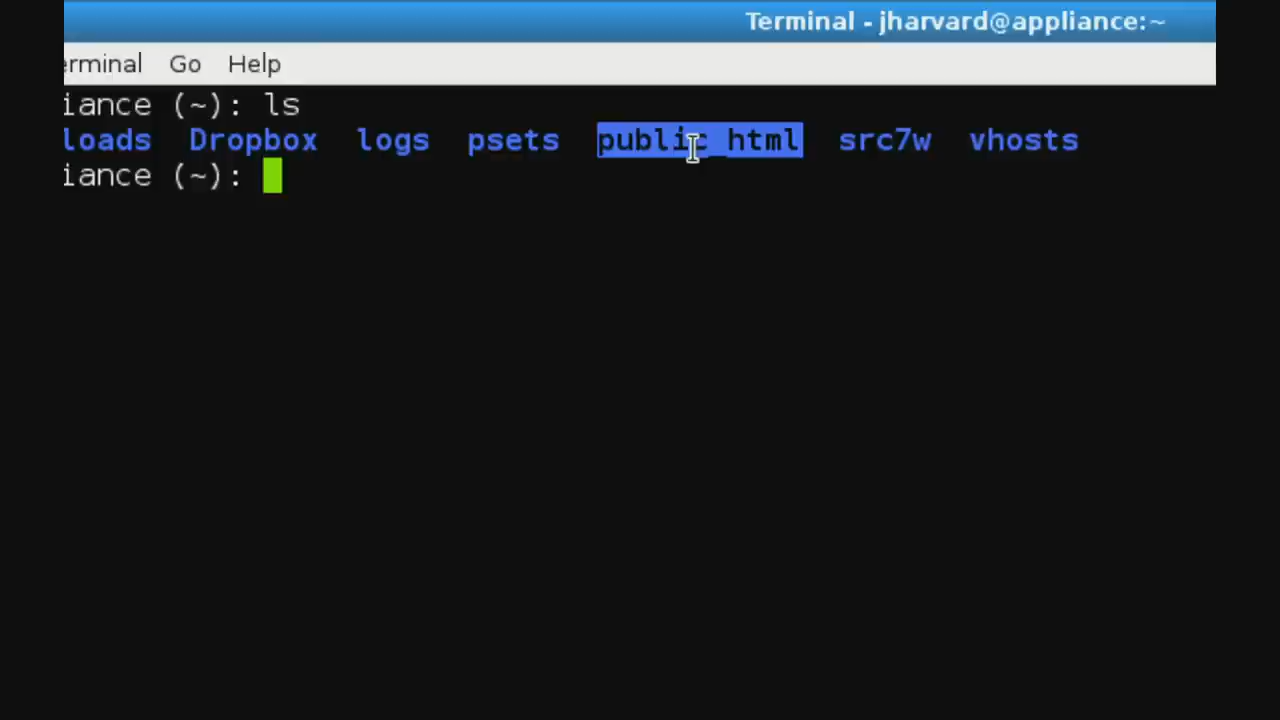 Terminal - jharvard@appliance:~
erminal Go Help
iance (~): ls
loads Dropbox logs psets public_html src7w vhosts
iance (~):